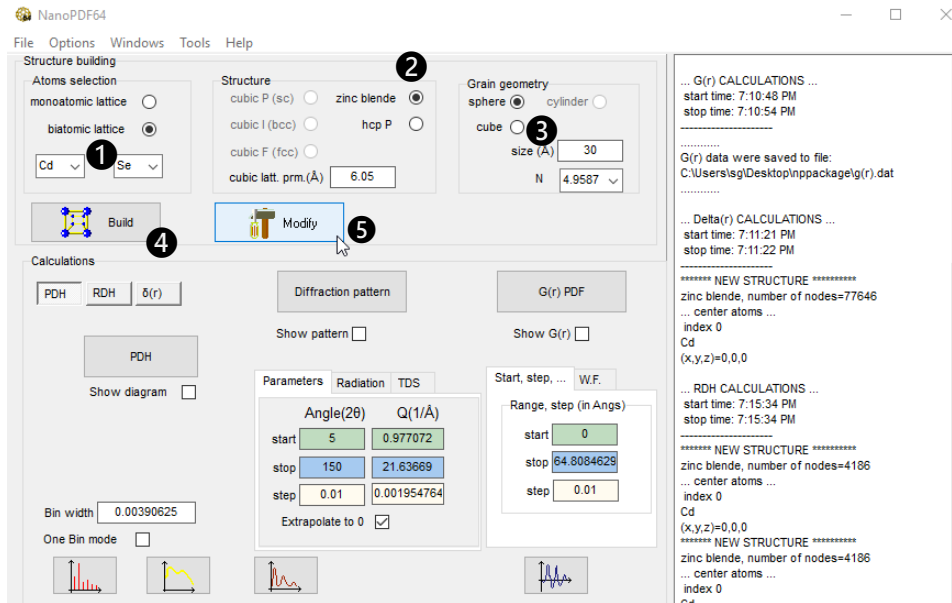 NanoPDF64
File Options Windows Tools Help
Structure building
Atoms selection
monoatomic lattice
biatomic lattice
1
Cd
Se
2
Structure
cubic P (sc) zinc blende
cubic I (bcc) hcp P
cubic F (fcc)
cubic latt. prm.(Å) 6.05
Grain geometry
sphere cylinder
cube 3
size (Å) 30
N 4.9587
Build
4
Modify
5
Calculations
PDH RDH δ(r)
PDH
Show diagram
Bin width 0.00390625
One Bin mode
Diffraction pattern
Show pattern
Parameters Radiation TDS
Angle(2θ) Q(1/Å)
start 5 0.977072
stop 150 21.63669
step 0.01 0.001954764
Extrapolate to 0
G(r) PDF
Show G(r)
Start, step, ... W.F.
Range, step (in Angs)
start 0
stop 64.8084629
step 0.01
... G(r) CALCULATIONS ...
start time: 7:10:48 PM
stop time: 7:10:54 PM
----------------------
............
G(r) data were saved to file:
C:\Users\sg\Desktop\nppackage\g(r).dat
............
... Delta(r) CALCULATIONS ...
start time: 7:11:21 PM
stop time: 7:11:22 PM
----------------------
******* NEW STRUCTURE **********
zinc blende, number of nodes=77646
... center atoms ...
index 0
Cd
(x,y,z)=0,0,0
... RDH CALCULATIONS ...
start time: 7:15:34 PM
stop time: 7:15:34 PM
----------------------
******* NEW STRUCTURE **********
zinc blende, number of nodes=4186
... center atoms ...
index 0
Cd
(x,y,z)=0,0,0
******* NEW STRUCTURE **********
zinc blende, number of nodes=4186
... center atoms ...
index 0
Cd